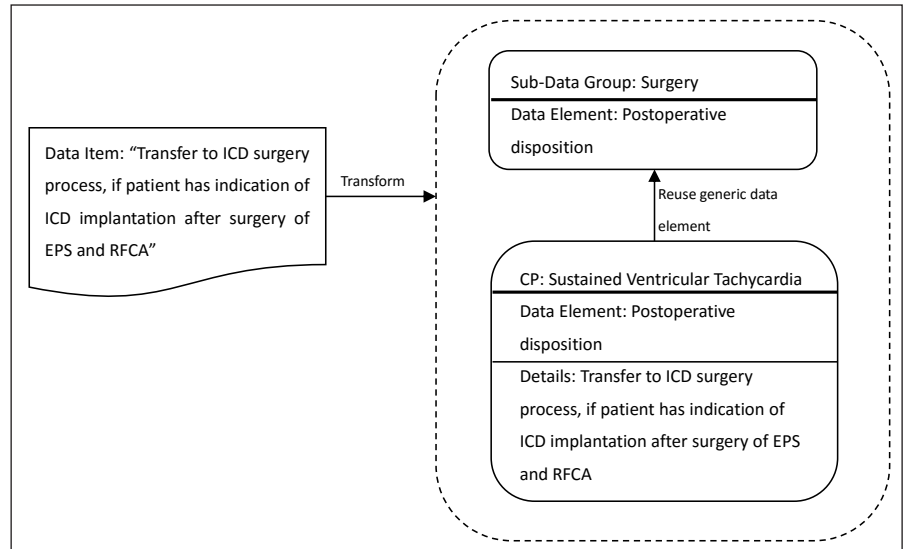 Data Item: “Transfer to ICD surgery
process, if patient has indication of
ICD implantation after surgery of
EPS and RFCA”
Transform
Sub-Data Group: Surgery
Data Element: Postoperative
disposition
Reuse generic data
element
CP: Sustained Ventricular Tachycardia
Data Element: Postoperative
disposition
Details: Transfer to ICD surgery
process, if patient has indication of
ICD implantation after surgery of EPS
and RFCA